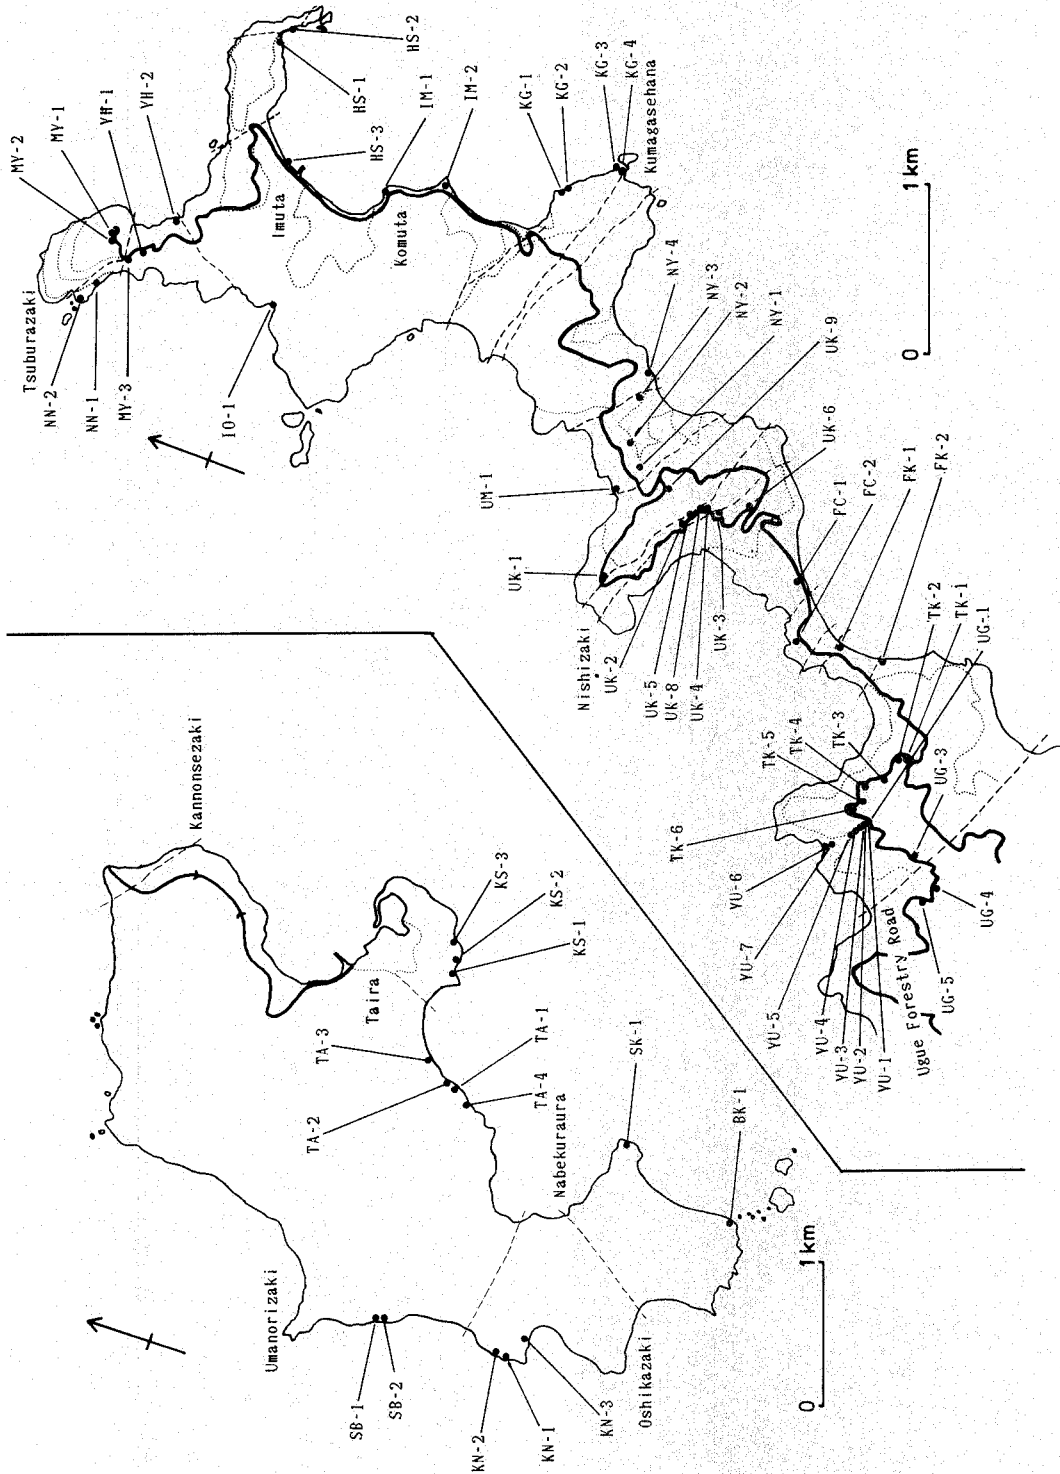 Umanorizaki
SB-1
SB-2
KN-2
KN-1
KN-3
Oshikazaki
Nabekuraura
BK-1
SK-1
TA-1
TA-4
TA-2
TA-3
Taira
KS-1
KS-2
KS-3
Kannonsezaki
0
1 km
Tsuburazaki
NN-2
NN-1
MY-3
MY-2
MY-1
YH-1
YH-2
IO-1
HS-1
HS-2
HS-3
Imuta
IM-1
IM-2
Komuta
KG-1
KG-2
KG-3
KG-4
Kumagasehana
NY-4
NY-3
NY-2
NY-1
UM-1
UK-9
UK-6
UK-1
Nishizaki
UK-2
UK-5
UK-8
UK-4
UK-3
FC-1
FC-2
FK-1
FK-2
TK-2
TK-1
UG-1
TK-3
TK-4
TK-5
TK-6
UG-3
UG-4
UG-5
YU-6
YU-7
YU-5
YU-4
YU-3
YU-2
YU-1
Ugue Forestry Road
0
1 km